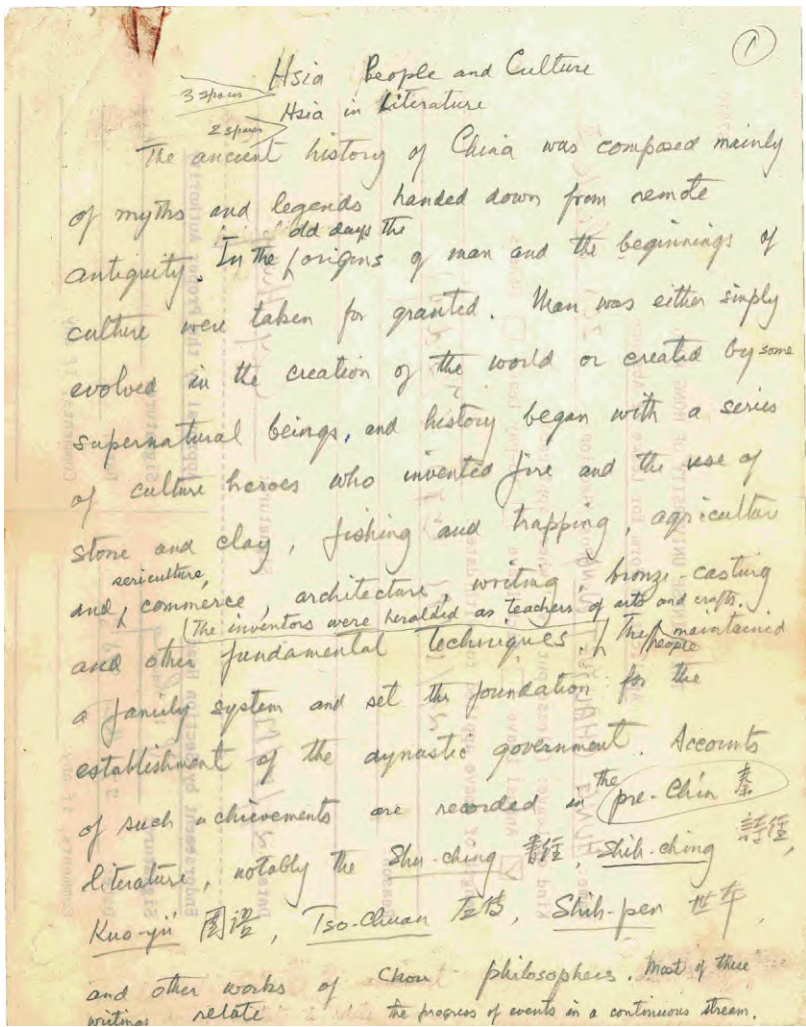 1
Hsia People and Culture
3 spaces
Hsia in Literature
2 spaces
The ancient history of China was composed mainly
of myths and legends handed down from remote
old days the
antiquity. In the origins of man and the beginnings of
culture were taken for granted. Man was either simply
evolved in the creation of the world or created by some
supernatural beings, and history began with a series
of culture heroes who invented fire and the use of
stone and clay, fishing and trapping, agricultur
sericulture,
and commerce, architecture, writing, bronze-casting
(The inventors were heralded as teachers of arts and crafts.
and other fundamental techniques. The people maintained
a family system and set the foundation for the
establishment of the dynastic government. Accounts
of such achievements are recorded in the pre-Chin 秦
literature, notably the Shu-ching 書經, Shih-ching 詩經,
Kuo-yü 國語, Tso-Chuan 左傳, Shih-pen 世本,
and other works of Chou philosophers. Most of these
writings relate the progress of events in a continuous stream.